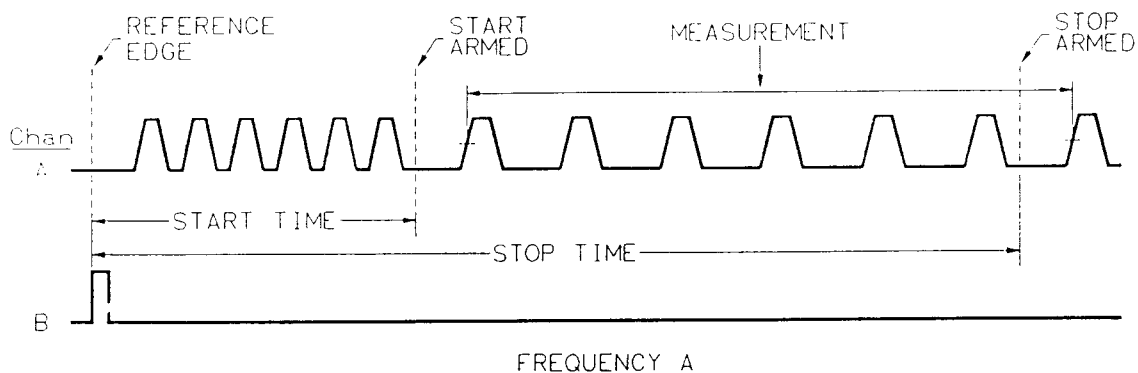 REFERENCE
EDGE
START
ARMED
MEASUREMENT
STOP
ARMED
Chan
A
START TIME
STOP TIME
B
FREQUENCY A